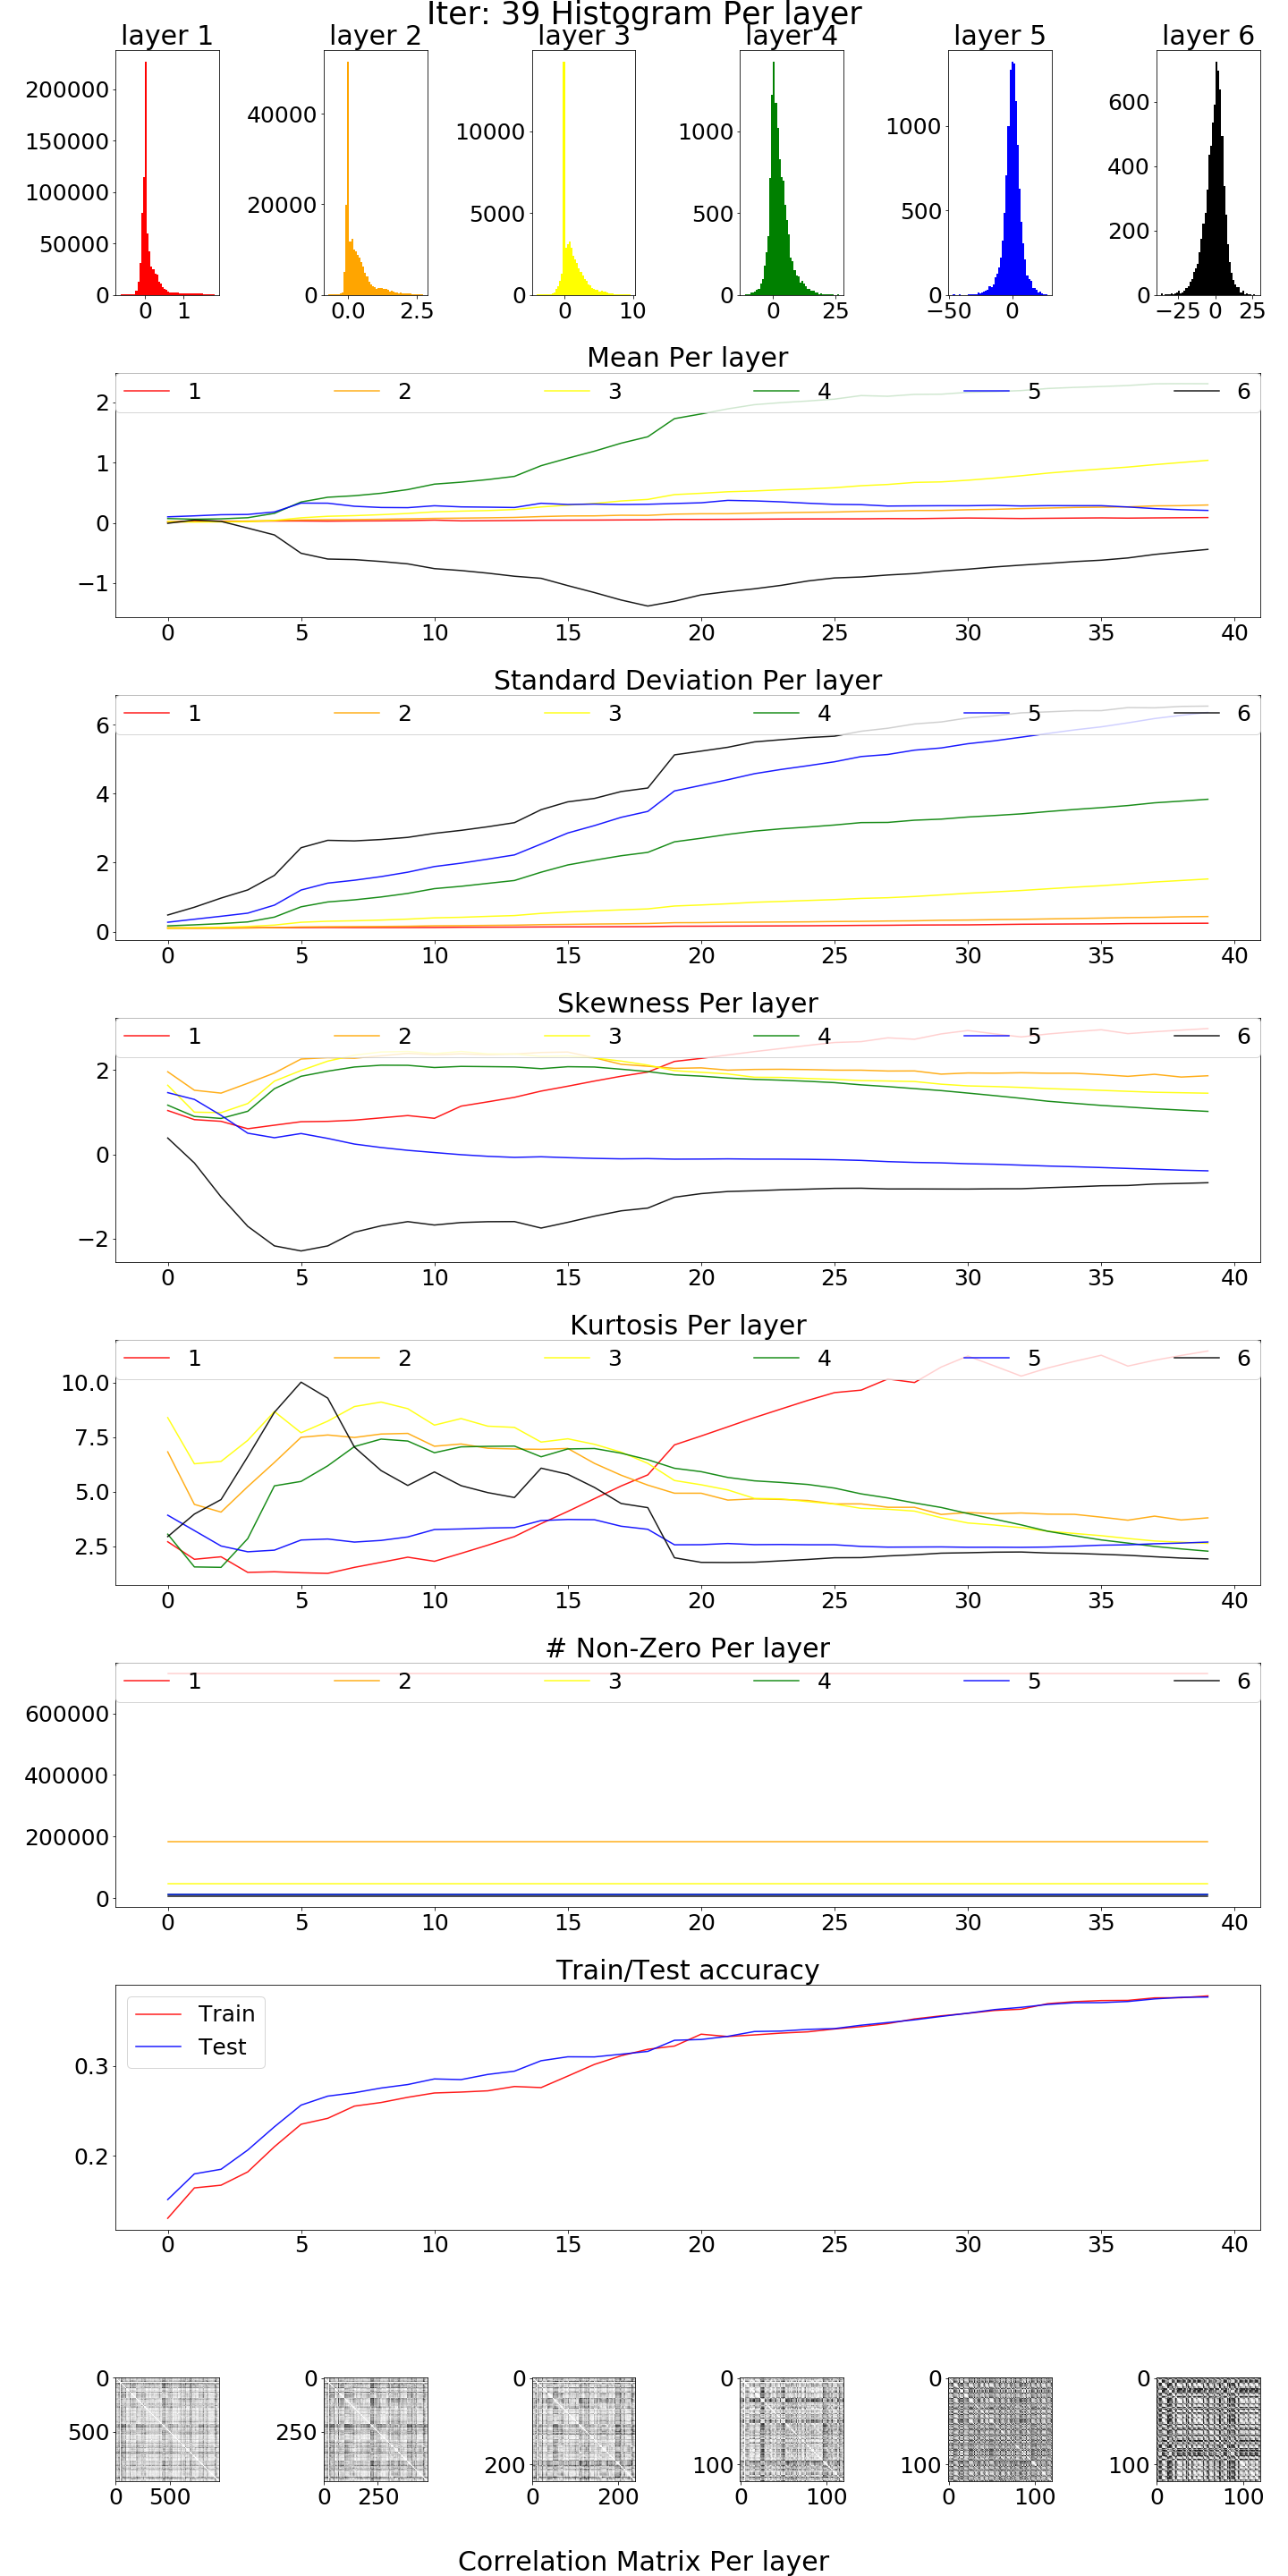 Iter: 39 Histogram Per layer
layer 1 layer 2 layer 3 layer 4 layer 5 layer 6
200000
150000
100000
50000
0
0 1
40000
20000
0
0.0 2.5
10000
5000
0
0 10
1000
500
0
0 25
1000
500
0
−50 0
600
400
200
0
−25 0 25
Mean Per layer
1 2 3 4 5 6
2
1
0
−1
0 5 10 15 20 25 30 35 40
Standard Deviation Per layer
1 2 3 4 5 6
6
4
2
0
0 5 10 15 20 25 30 35 40
Skewness Per layer
1 2 3 4 5 6
2
0
−2
0 5 10 15 20 25 30 35 40
Kurtosis Per layer
1 2 3 4 5 6
10.0
7.5
5.0
2.5
0 5 10 15 20 25 30 35 40
# Non-Zero Per layer
1 2 3 4 5 6
600000
400000
200000
0
0 5 10 15 20 25 30 35 40
Train/Test accuracy
Train
Test
0.3
0.2
0 5 10 15 20 25 30 35 40
0
500
0 500
0
250
0 250
0
200
0 200
0
100
0 100
0
100
0 100
0
100
0 100
Correlation Matrix Per layer